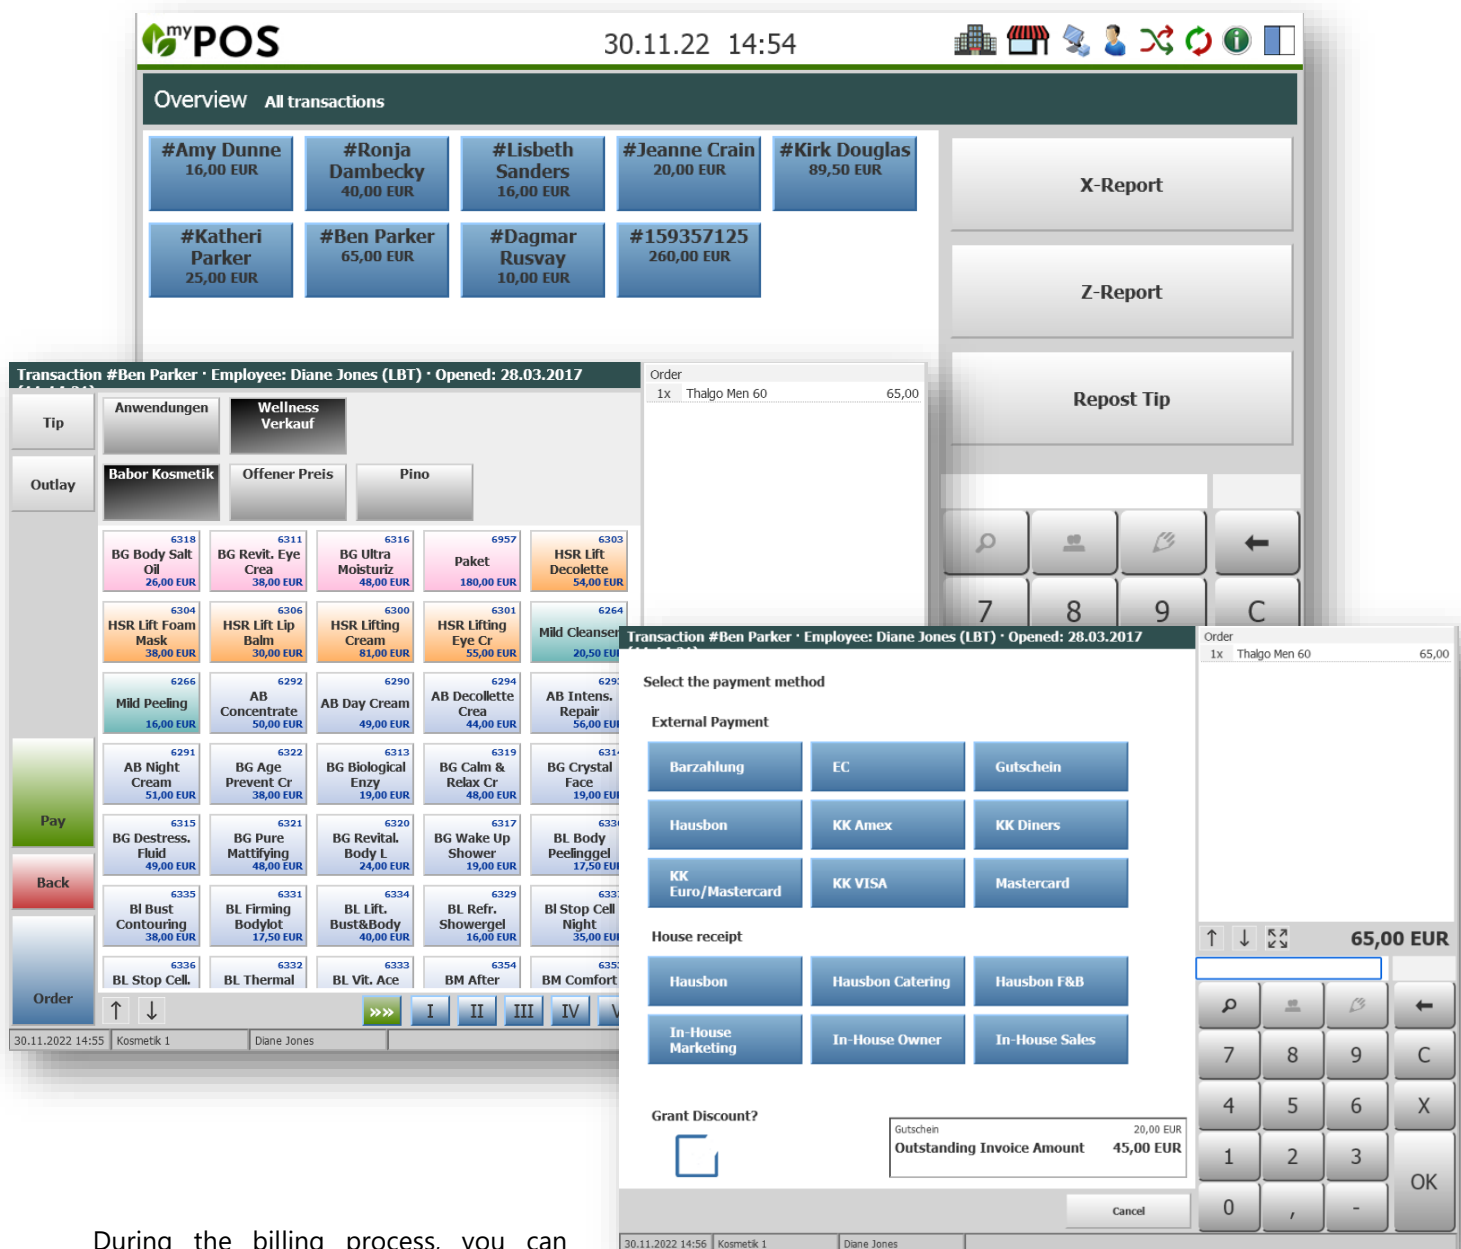 myPOS
30.11.22 14:54
Overview All transactions
#Amy Dunne
16,00 EUR
#Ronja
Dambecky
40,00 EUR
#Lisbeth
Sanders
16,00 EUR
#Jeanne Crain
20,00 EUR
#Kirk Douglas
89,50 EUR
#Katheri
Parker
25,00 EUR
#Ben Parker
65,00 EUR
#Dagmar
Rusvay
10,00 EUR
#159357125
260,00 EUR
X-Report
Z-Report
Repost Tip
7 8 9 C
Transaction #Ben Parker · Employee: Diane Jones (LBT) · Opened: 28.03.2017
Tip
Outlay
Pay
Back
Order
Anwendungen
Wellness
Verkauf
Babor Kosmetik
Offener Preis
Pino
6318
BG Body Salt
Oil
26,00 EUR
6311
BG Revit. Eye
Crea
38,00 EUR
6316
BG Ultra
Moisturiz
48,00 EUR
6957
Paket
180,00 EUR
6303
HSR Lift
Decolette
54,00 EUR
6304
HSR Lift Foam
Mask
38,00 EUR
6306
HSR Lift Lip
Balm
30,00 EUR
6300
HSR Lifting
Cream
81,00 EUR
6301
HSR Lifting
Eye Cr
55,00 EUR
6264
Mild Cleanser
20,50 EU
6266
Mild Peeling
16,00 EUR
6292
AB
Concentrate
50,00 EUR
6290
AB Day Cream
49,00 EUR
6294
AB Decollette
Crea
44,00 EUR
629
AB Intens.
Repair
56,00 EU
6291
AB Night
Cream
51,00 EUR
6322
BG Age
Prevent Cr
38,00 EUR
6313
BG Biological
Enzy
19,00 EUR
6319
BG Calm &
Relax Cr
48,00 EUR
631
BG Crystal
Face
19,00 EU
6315
BG Destress.
Fluid
49,00 EUR
6321
BG Pure
Mattifying
48,00 EUR
6320
BG Revital.
Body L
24,00 EUR
6317
BG Wake Up
Shower
19,00 EUR
633
BL Body
Peelinggel
17,50 EU
6335
Bl Bust
Contouring
38,00 EUR
6331
BL Firming
Bodylot
17,50 EUR
6334
BL Lift.
Bust&Body
40,00 EUR
6329
BL Refr.
Showergel
16,00 EUR
633
Bl Stop Cell
Night
35,00 EU
6336
BL Stop Cell.
6332
BL Thermal
6333
BL Vit. Ace
6354
BM After
635
BM Comfort
↑ ↓ »» I II III IV V
30.11.2022 14:55 Kosmetik 1 Diane Jones
Order
1x Thalgo Men 60 65,00
Transaction #Ben Parker · Employee: Diane Jones (LBT) · Opened: 28.03.2017
Select the payment method
External Payment
Barzahlung
EC
Gutschein
Hausbon
KK Amex
KK Diners
KK
Euro/Mastercard
KK VISA
Mastercard
House receipt
Hausbon
Hausbon Catering
Hausbon F&B
In-House
Marketing
In-House Owner
In-House Sales
Grant Discount?
Gutschein 20,00 EUR
Outstanding Invoice Amount 45,00 EUR
Cancel
30.11.2022 14:56 Kosmetik 1 Diane Jones
Order
1x Thalgo Men 60 65,00
↑ ↓ 65,00 EUR
7 8 9 C
4 5 6 X
1 2 3
OK
0 , -
During the billing process, you can